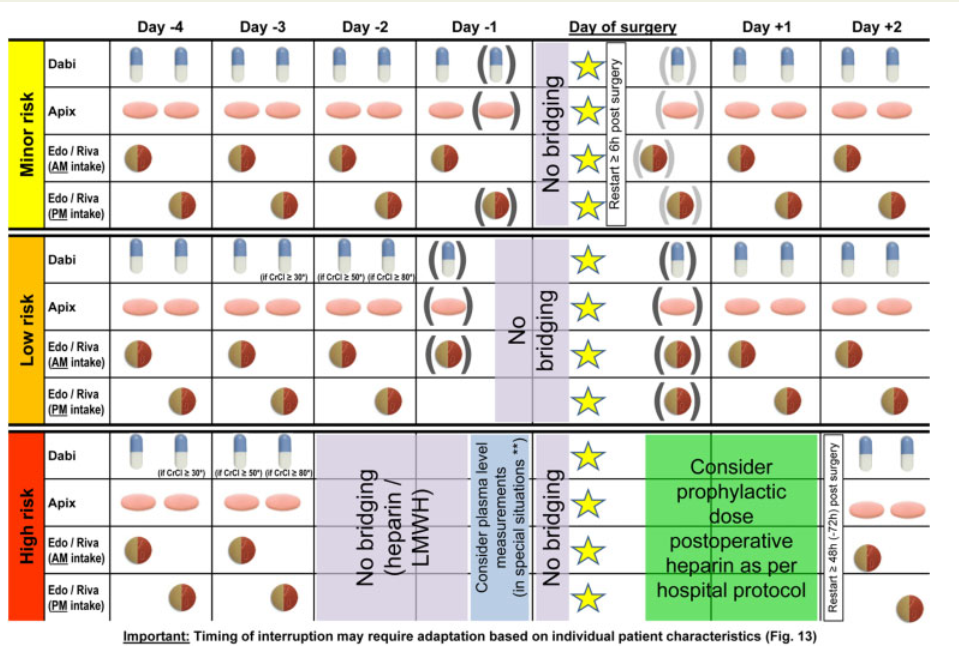 Day -4 Day -3 Day -2 Day -1 Day of surgery Day +1 Day +2
Minor risk
Dabi
Apix
Edo / Riva
(AM intake)
Edo / Riva
(PM intake)
No bridging
Restart ≥ 6h post surgery
Low risk
Dabi
(if CrCl ≥ 30*) (if CrCl ≥ 50*) (if CrCl ≥ 80*)
Apix
Edo / Riva
(AM intake)
Edo / Riva
(PM intake)
No
bridging
High risk
Dabi
(if CrCl ≥ 30*) (if CrCl ≥ 50*) (if CrCl ≥ 80*)
Apix
Edo / Riva
(AM intake)
Edo / Riva
(PM intake)
No bridging
(heparin /
LMWH)
Consider plasma level
measurements
(in special situations **)
No bridging
Consider
prophylactic
dose
postoperative
heparin as per
hospital protocol
Restart ≥ 48h (-72h) post surgery
Important: Timing of interruption may require adaptation based on individual patient characteristics (Fig. 13)